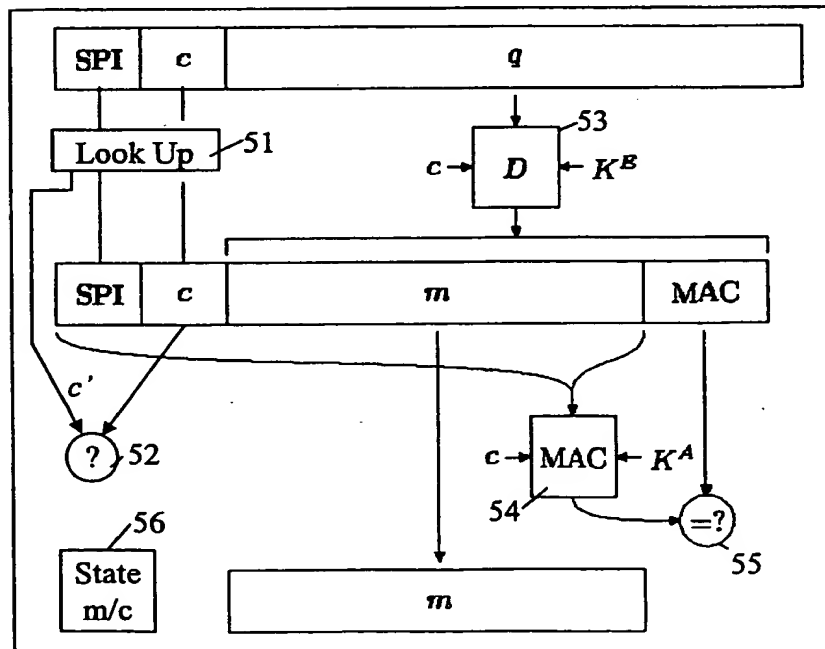 SPI c q
Look Up 51
53
c D K^E
SPI c m MAC
c'
? 52
c MAC K^A
54
=?
55
56
State
m/c
m